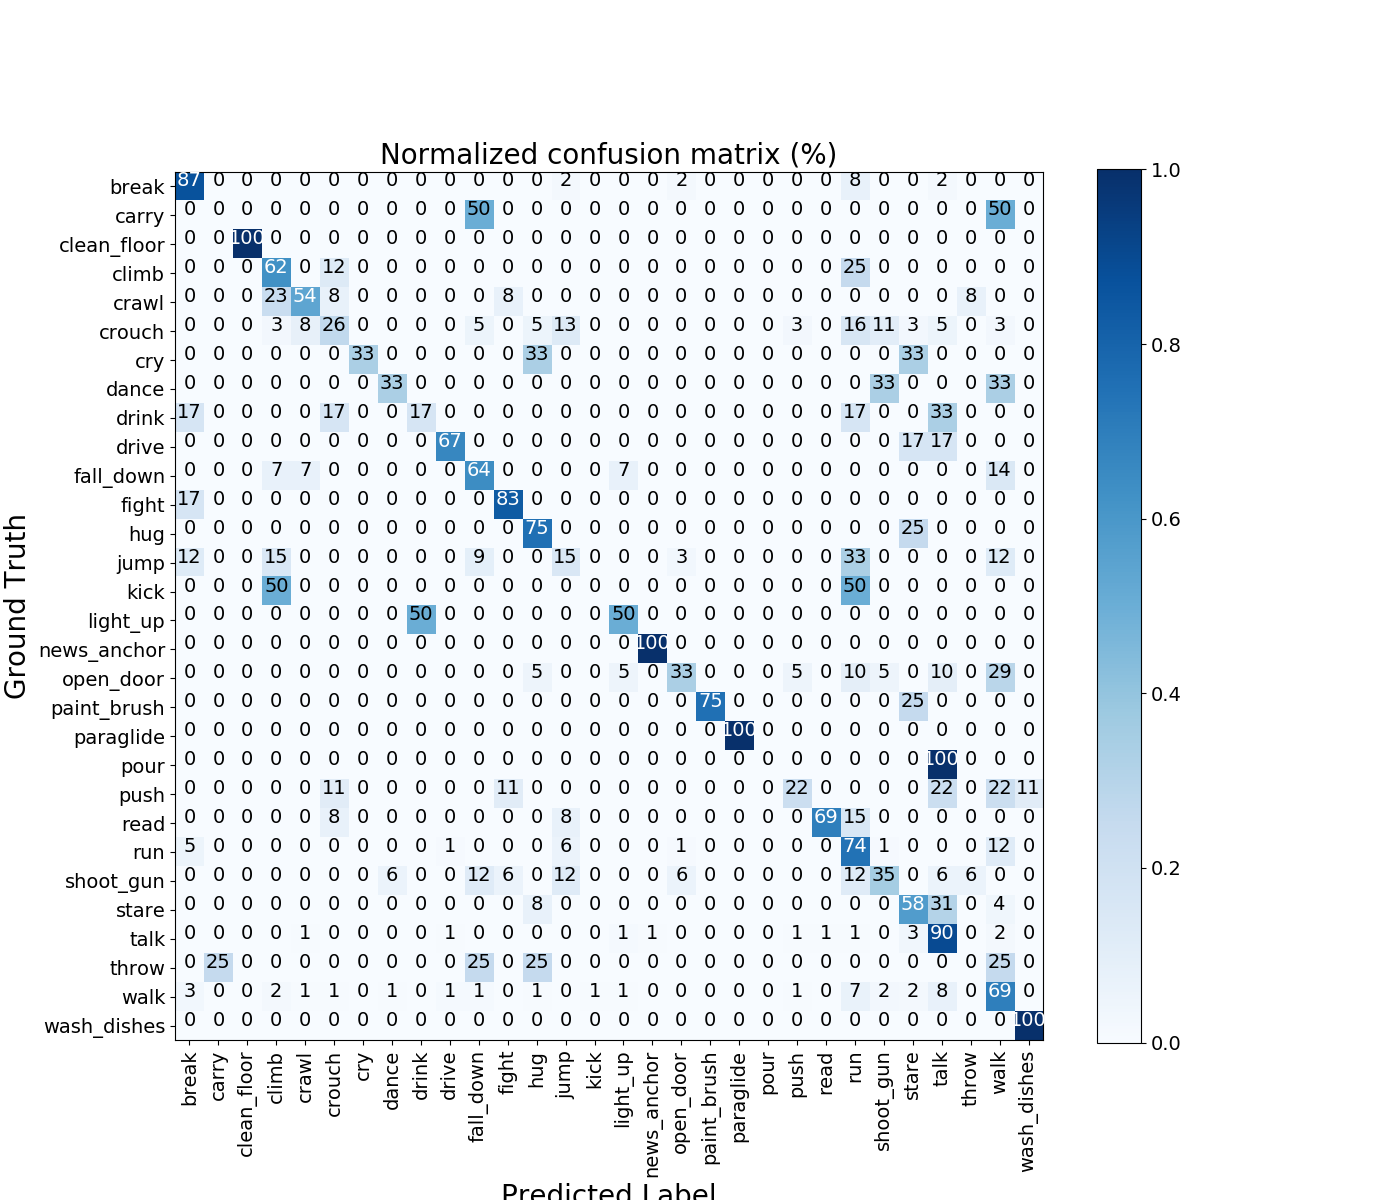 Normalized confusion matrix (%)
break 87 0 0 0 0 0 0 0 0 0 0 0 0 2 0 0 0 2 0 0 0 0 0 8 0 0 2 0 0 0
carry 0 0 0 0 0 0 0 0 0 0 50 0 0 0 0 0 0 0 0 0 0 0 0 0 0 0 0 0 50 0
clean_floor 0 0 100 0 0 0 0 0 0 0 0 0 0 0 0 0 0 0 0 0 0 0 0 0 0 0 0 0 0 0
climb 0 0 0 62 0 12 0 0 0 0 0 0 0 0 0 0 0 0 0 0 0 0 0 25 0 0 0 0 0 0
crawl 0 0 0 23 54 8 0 0 0 0 0 8 0 0 0 0 0 0 0 0 0 0 0 0 0 0 0 8 0 0
crouch 0 0 0 3 8 26 0 0 0 0 5 0 5 13 0 0 0 0 0 0 0 3 0 16 11 3 5 0 3 0
cry 0 0 0 0 0 0 33 0 0 0 0 0 33 0 0 0 0 0 0 0 0 0 0 0 0 33 0 0 0 0
dance 0 0 0 0 0 0 0 33 0 0 0 0 0 0 0 0 0 0 0 0 0 0 0 0 33 0 0 0 33 0
drink 17 0 0 0 0 17 0 0 17 0 0 0 0 0 0 0 0 0 0 0 0 0 0 17 0 0 33 0 0 0
drive 0 0 0 0 0 0 0 0 0 67 0 0 0 0 0 0 0 0 0 0 0 0 0 0 0 17 17 0 0 0
fall_down 0 0 0 7 7 0 0 0 0 0 64 0 0 0 0 7 0 0 0 0 0 0 0 0 0 0 0 0 14 0
fight 17 0 0 0 0 0 0 0 0 0 0 83 0 0 0 0 0 0 0 0 0 0 0 0 0 0 0 0 0 0
hug 0 0 0 0 0 0 0 0 0 0 0 0 75 0 0 0 0 0 0 0 0 0 0 0 0 25 0 0 0 0
jump 12 0 0 15 0 0 0 0 0 0 9 0 0 15 0 0 0 3 0 0 0 0 0 33 0 0 0 0 12 0
kick 0 0 0 50 0 0 0 0 0 0 0 0 0 0 0 0 0 0 0 0 0 0 0 50 0 0 0 0 0 0
light_up 0 0 0 0 0 0 0 0 50 0 0 0 0 0 0 50 0 0 0 0 0 0 0 0 0 0 0 0 0 0
news_anchor 0 0 0 0 0 0 0 0 0 0 0 0 0 0 0 0 100 0 0 0 0 0 0 0 0 0 0 0 0 0
open_door 0 0 0 0 0 0 0 0 0 0 0 0 5 0 0 5 0 33 0 0 0 5 0 10 5 0 10 0 29 0
paint_brush 0 0 0 0 0 0 0 0 0 0 0 0 0 0 0 0 0 0 75 0 0 0 0 0 0 25 0 0 0 0
paraglide 0 0 0 0 0 0 0 0 0 0 0 0 0 0 0 0 0 0 0 100 0 0 0 0 0 0 0 0 0 0
pour 0 0 0 0 0 0 0 0 0 0 0 0 0 0 0 0 0 0 0 0 0 0 0 0 0 0 100 0 0 0
push 0 0 0 0 0 11 0 0 0 0 0 11 0 0 0 0 0 0 0 0 0 22 0 0 0 0 22 0 22 11
read 0 0 0 0 0 8 0 0 0 0 0 0 0 8 0 0 0 0 0 0 0 0 69 15 0 0 0 0 0 0
run 5 0 0 0 0 0 0 0 0 1 0 0 0 6 0 0 0 1 0 0 0 0 0 74 1 0 0 0 12 0
shoot_gun 0 0 0 0 0 0 0 6 0 0 12 6 0 12 0 0 0 6 0 0 0 0 0 12 35 0 6 6 0 0
stare 0 0 0 0 0 0 0 0 0 0 0 0 8 0 0 0 0 0 0 0 0 0 0 0 0 58 31 0 4 0
talk 0 0 0 0 1 0 0 0 0 1 0 0 0 0 0 1 1 0 0 0 0 1 1 1 0 3 90 0 2 0
throw 0 25 0 0 0 0 0 0 0 0 25 0 25 0 0 0 0 0 0 0 0 0 0 0 0 0 0 0 25 0
walk 3 0 0 2 1 1 0 1 0 1 1 0 1 0 1 1 0 0 0 0 0 1 0 7 2 2 8 0 69 0
wash_dishes 0 0 0 0 0 0 0 0 0 0 0 0 0 0 0 0 0 0 0 0 0 0 0 0 0 0 0 0 0 100
break carry clean_floor climb crawl crouch cry dance drink drive fall_down fight hug jump kick light_up news_anchor open_door paint_brush paraglide pour push read run shoot_gun stare talk throw walk wash_dishes
Predicted Label
Ground Truth
1.0
0.8
0.6
0.4
0.2
0.0